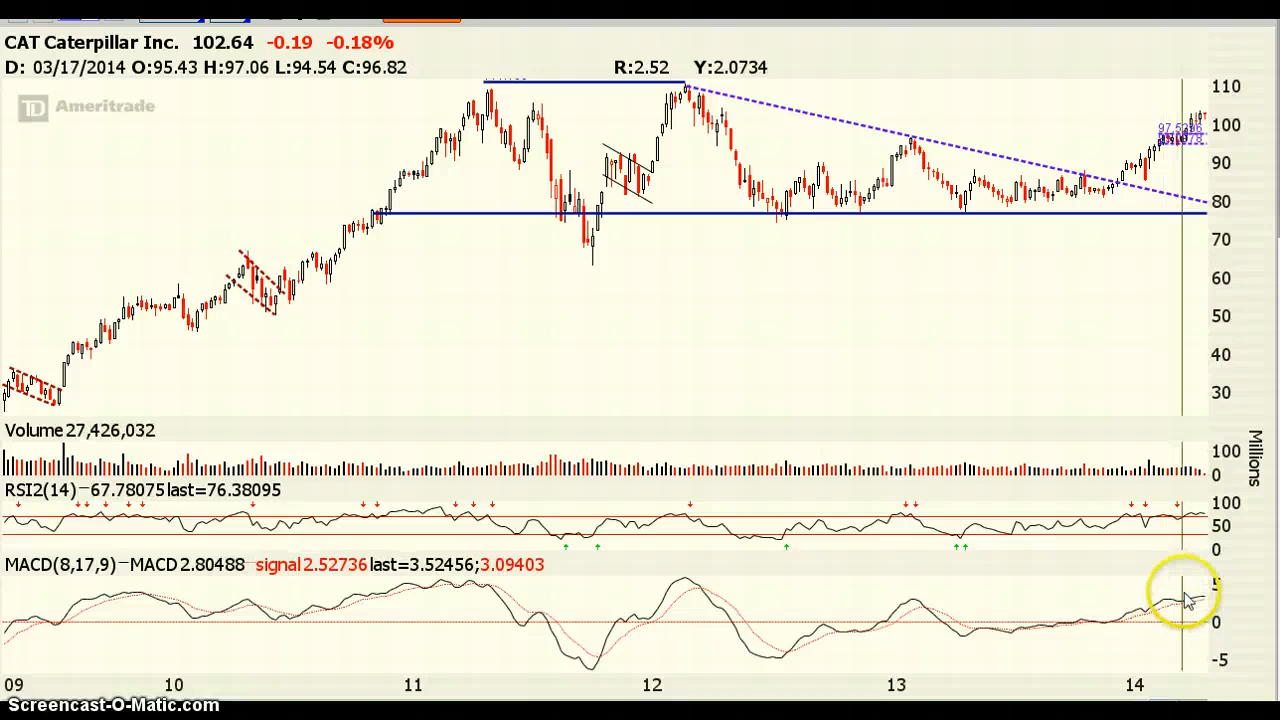 CAT Caterpillar Inc. 102.64 -0.19 -0.18%
D: 03/17/2014 O:95.43 H:97.06 L:94.54 C:96.82 R:2.52 Y:2.0734
TD Ameritrade
110
100
90
80
70
60
50
40
30
Volume 27,426,032
100
0
Millions
RSI2(14) 67.78075 last=76.38095
100
50
0
MACD(8,17,9) MACD 2.80488 signal 2.52736 last=3.52456;3.09403
0
-5
09 10 11 12 13 14
Screencast-O-Matic.com